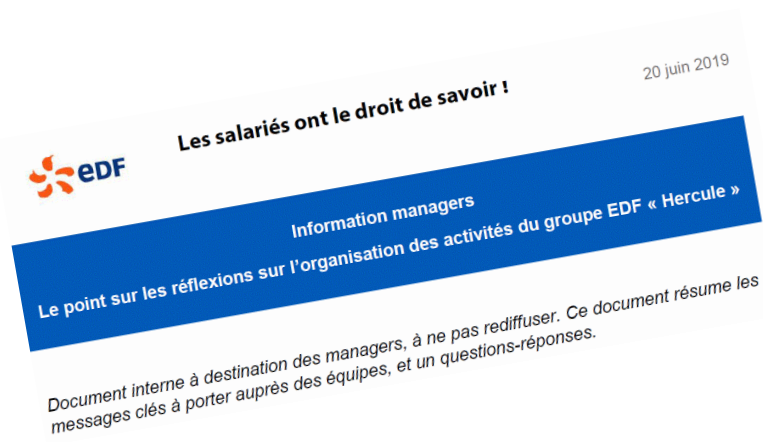 20 juin 2019
Les salariés ont le droit de savoir !
eDF
Information managers
Le point sur les réflexions sur l'organisation des activités du groupe EDF « Hercule »
Document interne à destination des managers, à ne pas rediffuser. Ce document résume les
messages clés à porter auprès des équipes, et un questions-réponses.